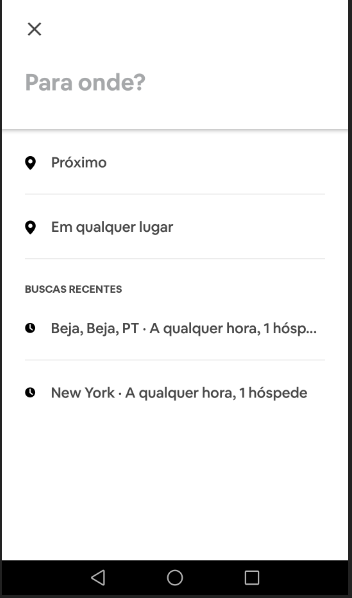 Para onde?
Próximo
Em qualquer lugar
BUSCAS RECENTES
Beja, Beja, PT · A qualquer hora, 1 hósp...
New York · A qualquer hora, 1 hóspede